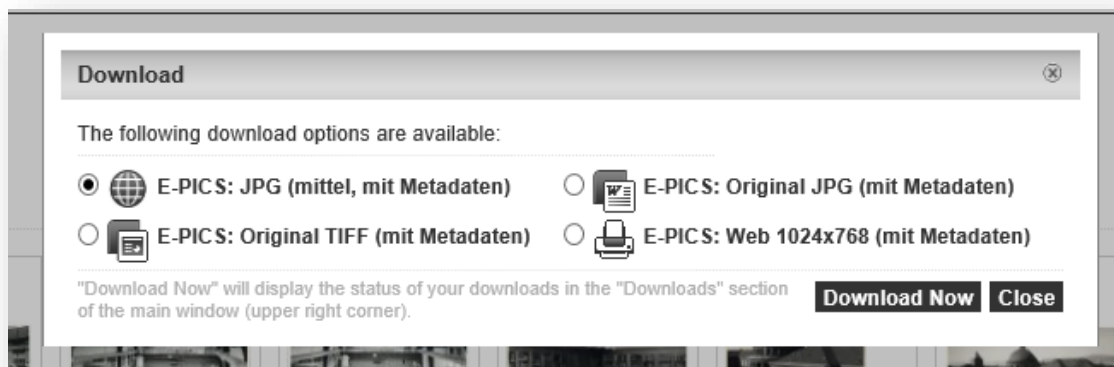 Download
The following download options are available:
E-PICS: JPG (mittel, mit Metadaten)
E-PICS: Original JPG (mit Metadaten)
E-PICS: Original TIFF (mit Metadaten)
E-PICS: Web 1024x768 (mit Metadaten)
"Download Now" will display the status of your downloads in the "Downloads" section
of the main window (upper right corner).
Download Now Close